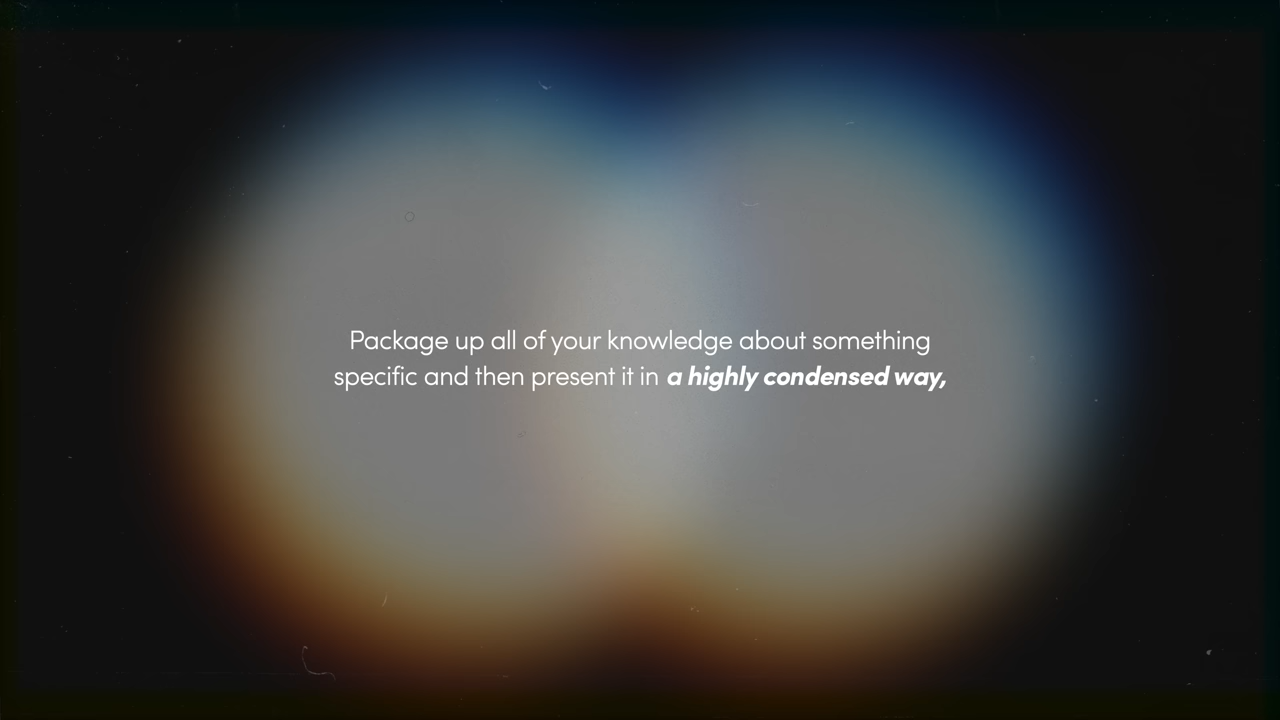 Package up all of your knowledge about something
specific and then present it in a highly condensed way,